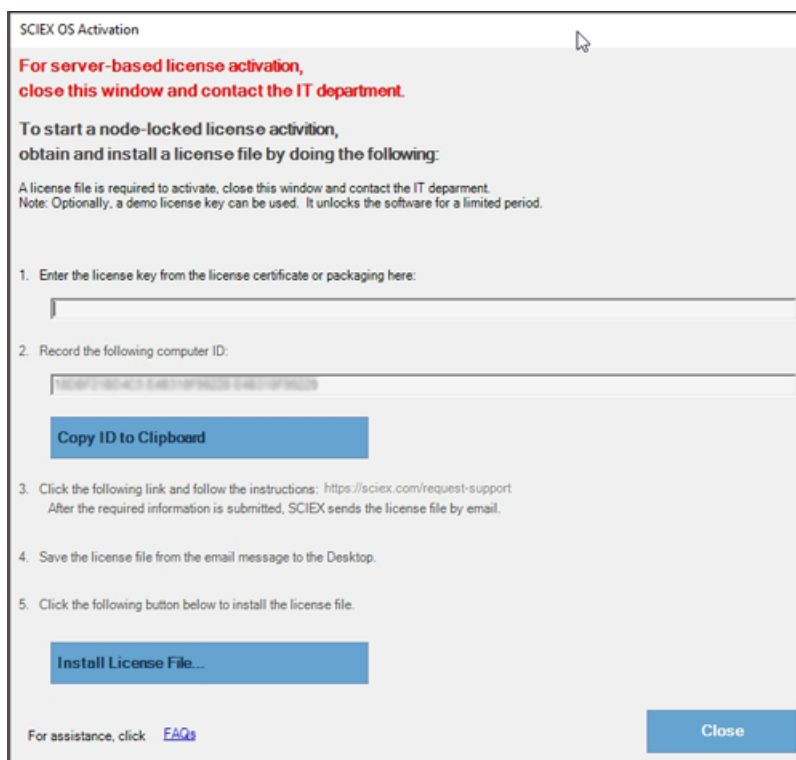 SCIEX OS Activation
For server-based license activation,
close this window and contact the IT department.
To start a node-locked license activition,
obtain and install a license file by doing the following:
A license file is required to activate, close this window and contact the IT deparment.
Note: Optionally, a demo license key can be used. It unlocks the software for a limited period.
1. Enter the license key from the license certificate or packaging here:
2. Record the following computer ID:
Copy ID to Clipboard
3. Click the following link and follow the instructions: https://sciex.com/request-support
After the required information is submitted, SCIEX sends the license file by email.
4. Save the license file from the email message to the Desktop.
5. Click the following button below to install the license file.
Install License File...
For assistance, click FAQs
Close